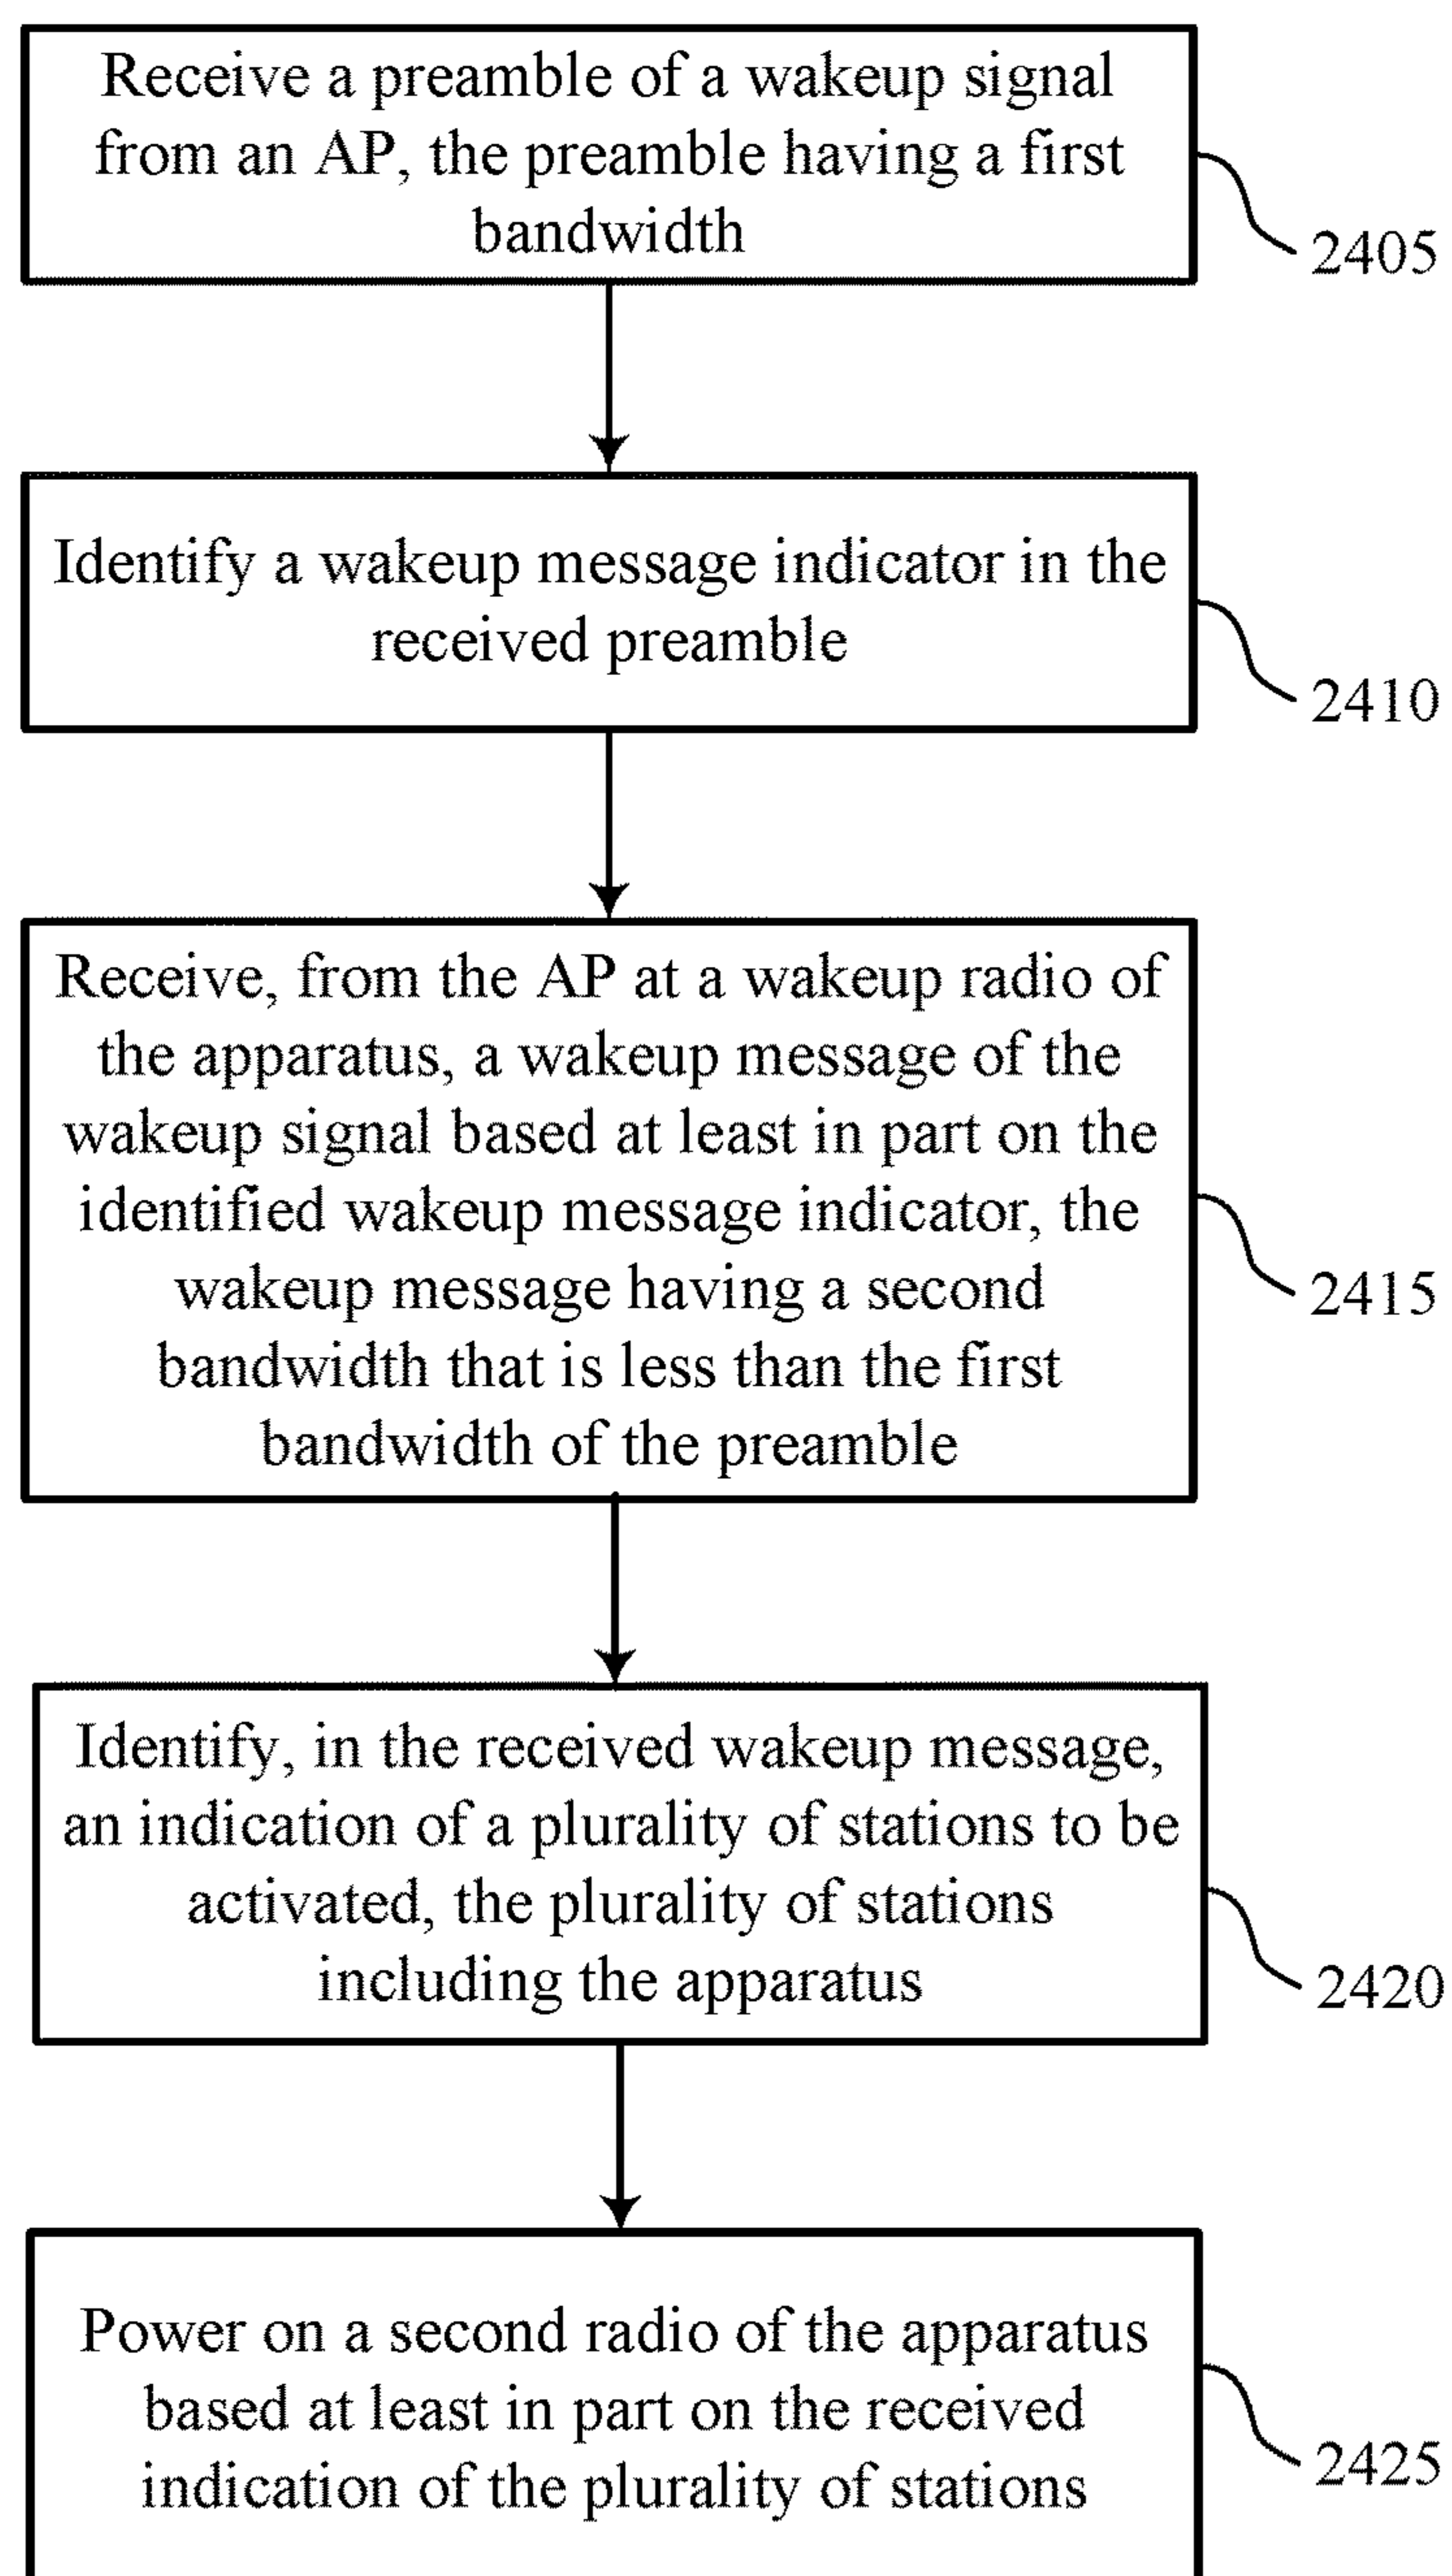 Receive a preamble of a wakeup signal
from an AP, the preamble having a first
bandwidth
2405
Identify a wakeup message indicator in the
received preamble
2410
Receive, from the AP at a wakeup radio of
the apparatus, a wakeup message of the
wakeup signal based at least in part on the
identified wakeup message indicator, the
wakeup message having a second
bandwidth that is less than the first
bandwidth of the preamble
2415
Identify, in the received wakeup message,
an indication of a plurality of stations to be
activated, the plurality of stations
including the apparatus
2420
Power on a second radio of the apparatus
based at least in part on the received
indication of the plurality of stations
2425